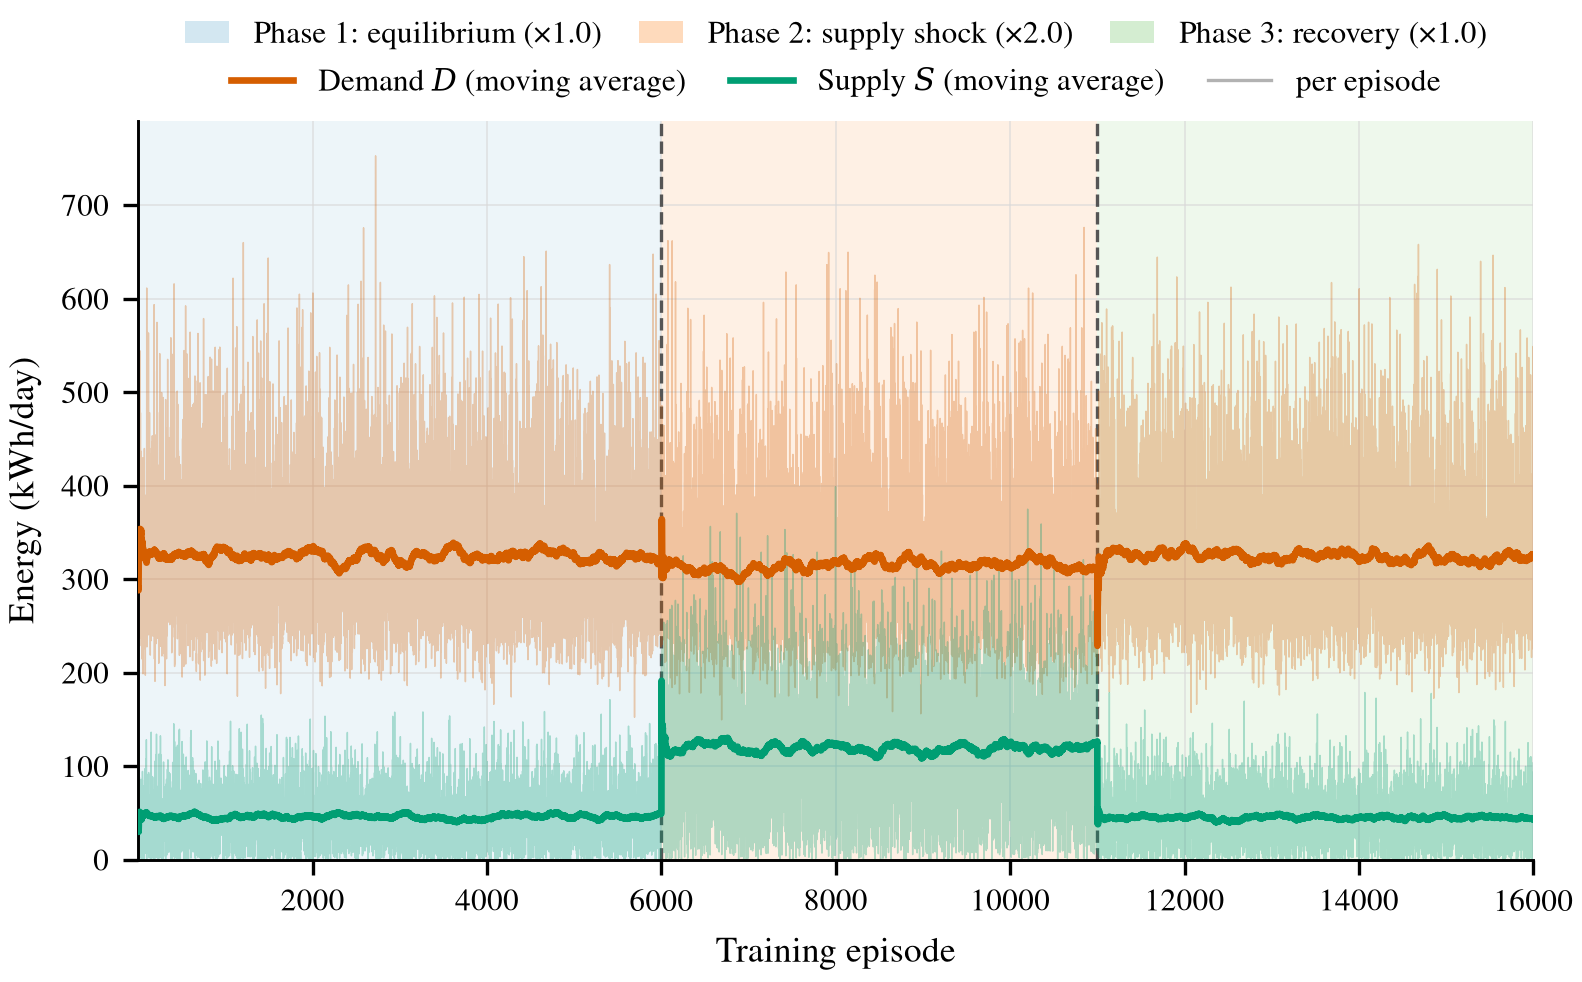 Phase 1: equilibrium (×1.0) Phase 2: supply shock (×2.0) Phase 3: recovery (×1.0)
Demand D (moving average) Supply S (moving average) per episode
Energy (kWh/day)
700
600
500
400
300
200
100
0
2000 4000 6000 8000 10000 12000 14000 16000
Training episode